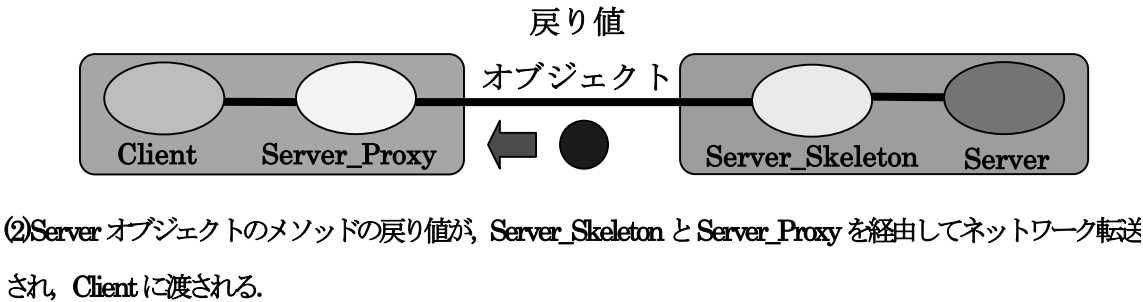 戻り値
オブジェクト
Client
Server_Proxy
Server_Skeleton
Server
(2)Server オブジェクトのメソッドの戻り値が，Server_Skeleton と Server_Proxy を経由してネットワーク転送
され，Client に渡される.